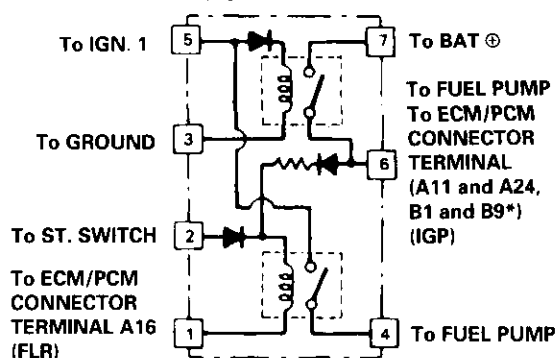 To IGN. 1
5
7
To BAT ⊕
To FUEL PUMP
To ECM/PCM
CONNECTOR
TERMINAL
(A11 and A24,
B1 and B9*)
(IGP)
To GROUND
3
6
To ST. SWITCH
2
To ECM/PCM
CONNECTOR
TERMINAL A16
(FLR)
1
4
To FUEL PUMP